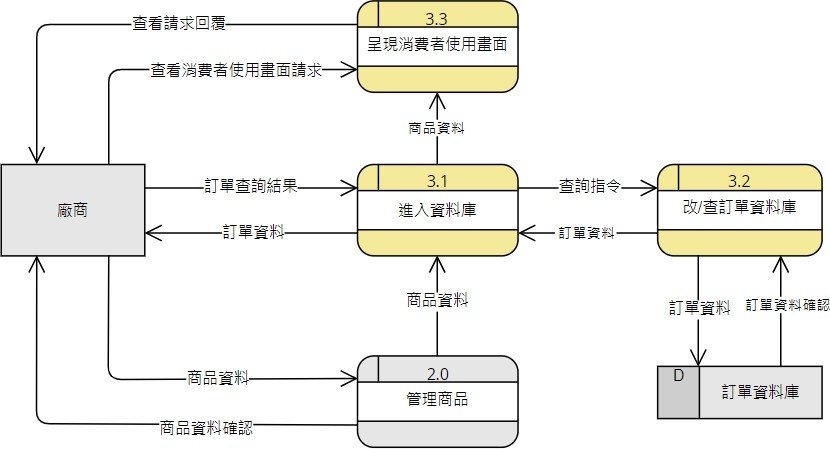 查看請求回覆
3.3
呈現消費者使用畫面
查看消費者使用畫面請求
商品資料
廠商
訂單查詢結果
3.1
進入資料庫
查詢指令
3.2
改/查訂單資料庫
訂單資料
訂單資料
商品資料
訂單資料
訂單資料確認
2.0
管理商品
商品資料
商品資料確認
D
訂單資料庫